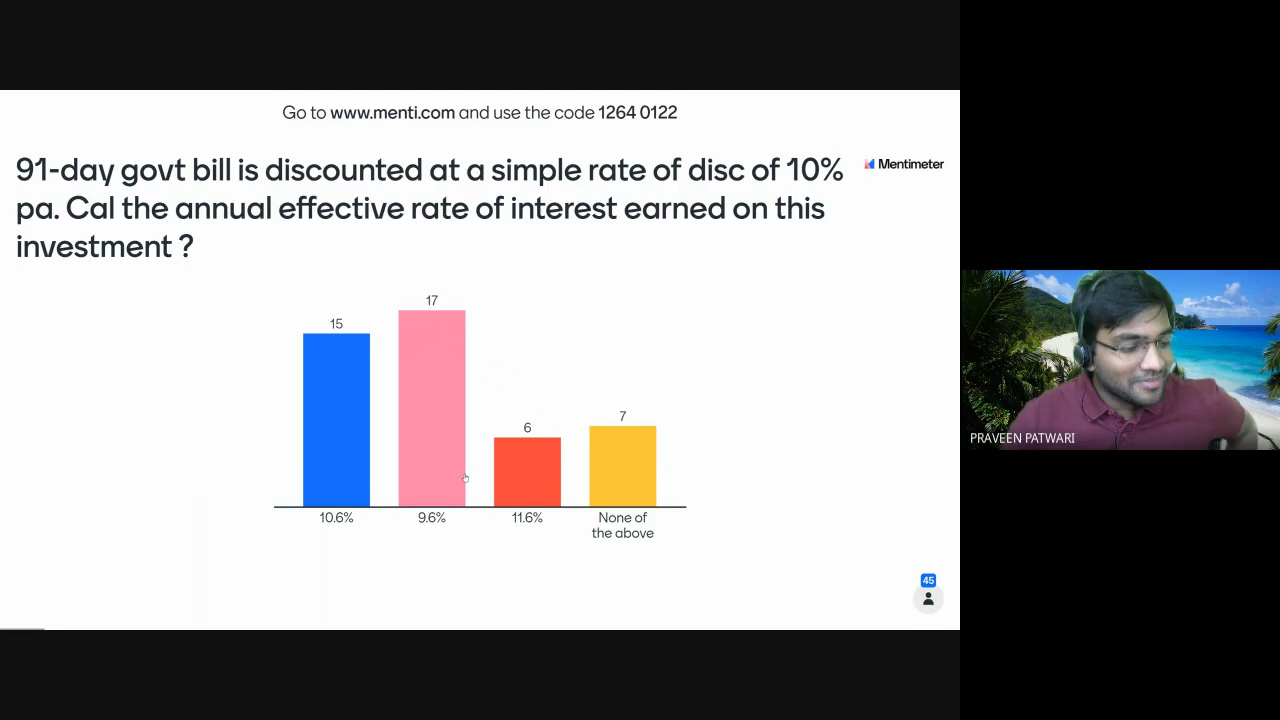 Go to www.menti.com and use the code 1264 0122
91-day govt bill is discounted at a simple rate of disc of 10%
pa. Cal the annual effective rate of interest earned on this
investment ?
Mentimeter
15
17
6
7
10.6%
9.6%
11.6%
None of
the above
45
PRAVEEN PATWARI